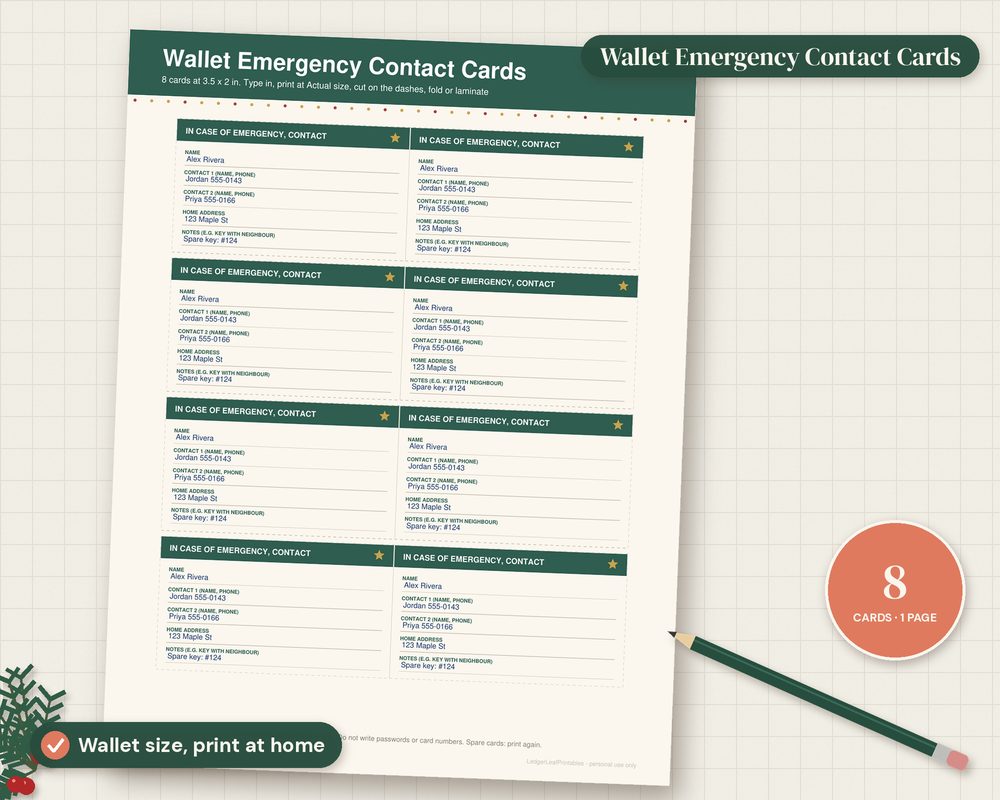 Wallet Emergency Contact Cards
Wallet Emergency Contact Cards
8 cards at 3.5 x 2 in. Type in, print at Actual size, cut on the dashes, fold or laminate
IN CASE OF EMERGENCY, CONTACT
NAME
Alex Rivera
CONTACT 1 (NAME, PHONE)
Jordan 555-0143
CONTACT 2 (NAME, PHONE)
Priya 555-0166
HOME ADDRESS
123 Maple St
NOTES (E.G. KEY WITH NEIGHBOUR)
Spare key: #124
IN CASE OF EMERGENCY, CONTACT
NAME
Alex Rivera
CONTACT 1 (NAME, PHONE)
Jordan 555-0143
CONTACT 2 (NAME, PHONE)
Priya 555-0166
HOME ADDRESS
123 Maple St
NOTES (E.G. KEY WITH NEIGHBOUR)
Spare key: #124
IN CASE OF EMERGENCY, CONTACT
NAME
Alex Rivera
CONTACT 1 (NAME, PHONE)
Jordan 555-0143
CONTACT 2 (NAME, PHONE)
Priya 555-0166
HOME ADDRESS
123 Maple St
NOTES (E.G. KEY WITH NEIGHBOUR)
Spare key: #124
IN CASE OF EMERGENCY, CONTACT
NAME
Alex Rivera
CONTACT 1 (NAME, PHONE)
Jordan 555-0143
CONTACT 2 (NAME, PHONE)
Priya 555-0166
HOME ADDRESS
123 Maple St
NOTES (E.G. KEY WITH NEIGHBOUR)
Spare key: #124
IN CASE OF EMERGENCY, CONTACT
NAME
Alex Rivera
CONTACT 1 (NAME, PHONE)
Jordan 555-0143
CONTACT 2 (NAME, PHONE)
Priya 555-0166
HOME ADDRESS
123 Maple St
NOTES (E.G. KEY WITH NEIGHBOUR)
Spare key: #124
IN CASE OF EMERGENCY, CONTACT
NAME
Alex Rivera
CONTACT 1 (NAME, PHONE)
Jordan 555-0143
CONTACT 2 (NAME, PHONE)
Priya 555-0166
HOME ADDRESS
123 Maple St
NOTES (E.G. KEY WITH NEIGHBOUR)
Spare key: #124
IN CASE OF EMERGENCY, CONTACT
NAME
Alex Rivera
CONTACT 1 (NAME, PHONE)
Jordan 555-0143
CONTACT 2 (NAME, PHONE)
Priya 555-0166
HOME ADDRESS
123 Maple St
NOTES (E.G. KEY WITH NEIGHBOUR)
Spare key: #124
IN CASE OF EMERGENCY, CONTACT
NAME
Alex Rivera
CONTACT 1 (NAME, PHONE)
Jordan 555-0143
CONTACT 2 (NAME, PHONE)
Priya 555-0166
HOME ADDRESS
123 Maple St
NOTES (E.G. KEY WITH NEIGHBOUR)
Spare key: #124
8
CARDS · 1 PAGE
Wallet size, print at home
Do not write passwords or card numbers. Spare cards: print again.
LedgerLeafPrintables - personal use only